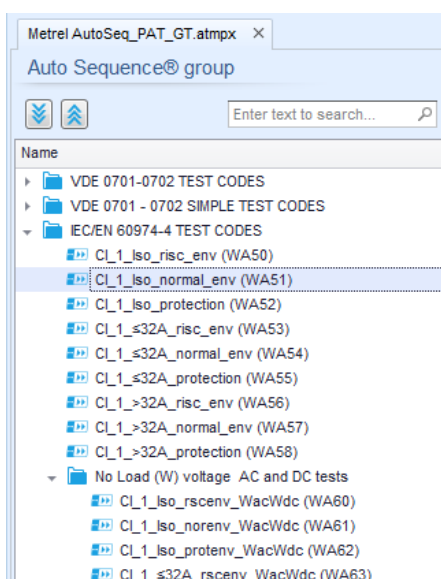 Metrel AutoSeq_PAT_GT.atmpx ×
Auto Sequence® group
Enter text to search...
Name
VDE 0701-0702 TEST CODES
VDE 0701 - 0702 SIMPLE TEST CODES
IEC/EN 60974-4 TEST CODES
Cl_1_Iso_risc_env (WA50)
Cl_1_Iso_normal_env (WA51)
Cl_1_Iso_protection (WA52)
Cl_1_≤32A_risc_env (WA53)
Cl_1_≤32A_normal_env (WA54)
Cl_1_≤32A_protection (WA55)
Cl_1_>32A_risc_env (WA56)
Cl_1_>32A_normal_env (WA57)
Cl_1_>32A_protection (WA58)
No Load (W) voltage AC and DC tests
Cl_1_Iso_rscenv_WacWdc (WA60)
Cl_1_Iso_norenv_WacWdc (WA61)
Cl_1_Iso_protenv_WacWdc (WA62)
Cl_1_≤32A_rscenv_WacWdc (WA63)